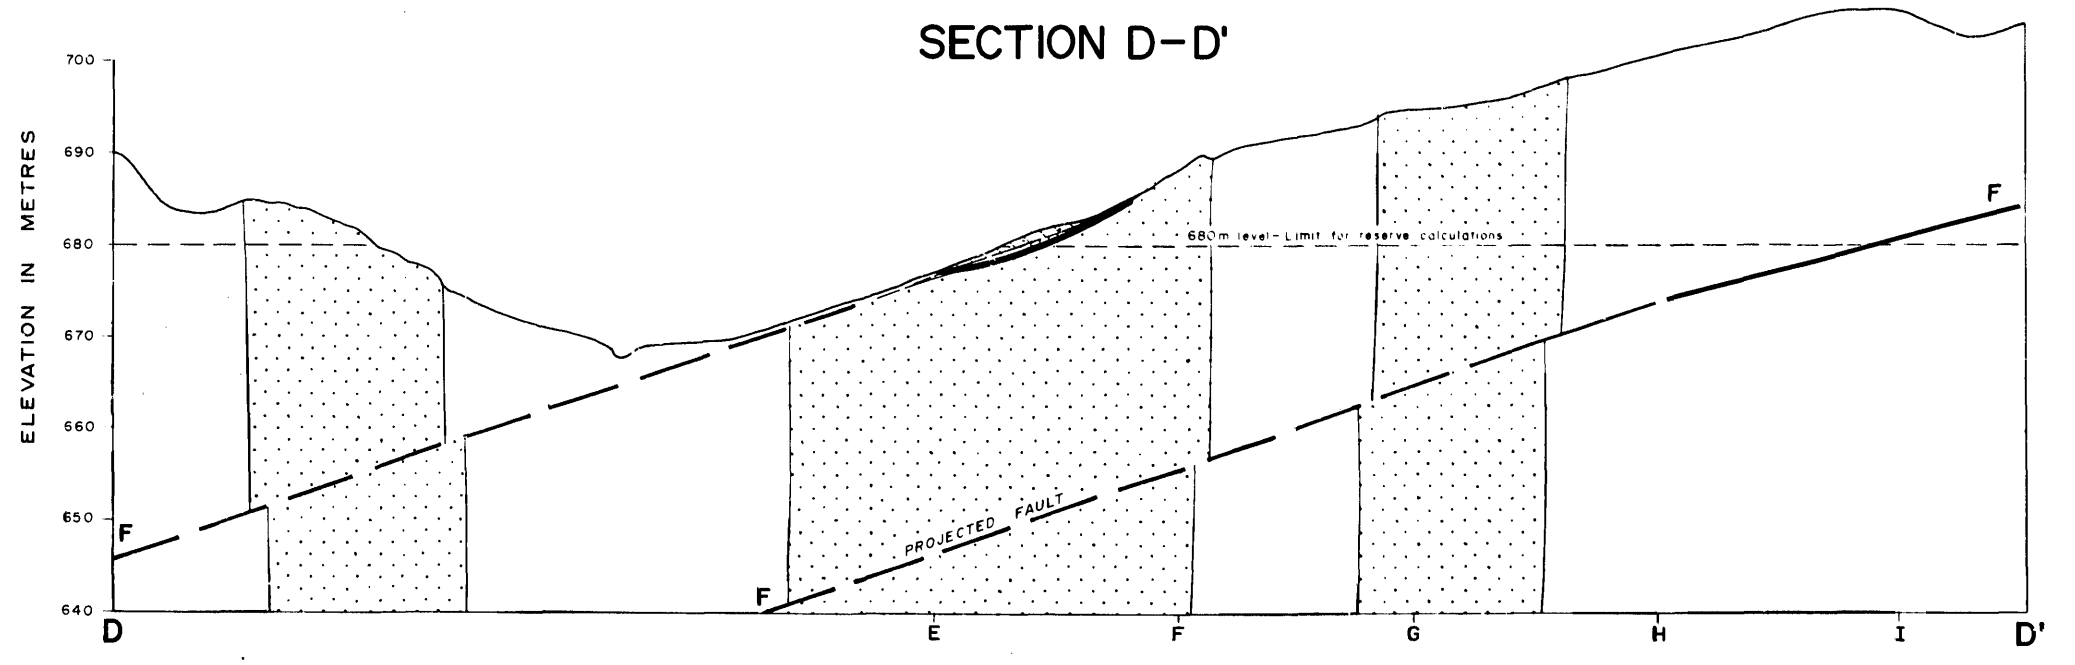 SECTION D-D'
ELEVATION IN METRES
700
690
680
670
660
650
640
680m level-Limit for reserve calculations
F
F
PROJECTED FAULT
F
D
E
F
G
H
I
D'